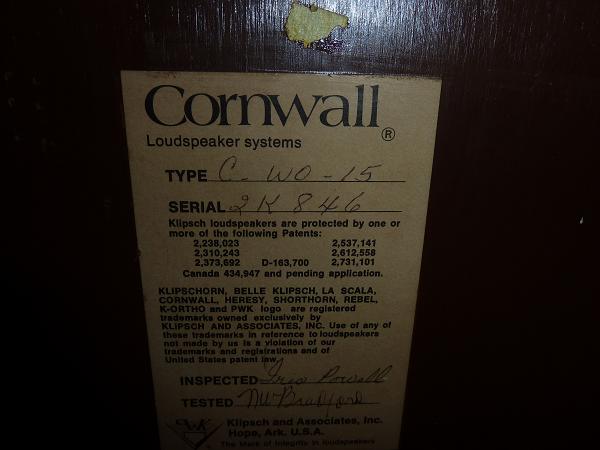 Cornwall®
Loudspeaker systems
TYPE C-WO-15
SERIAL 2K846
Klipsch loudspeakers are protected by one or
more of the following Patents:
2,238,023 2,537,141
2,310,243 2,612,558
2,373,692 D-163,700 2,731,101
Canada 434,947 and pending application.
KLIPSCHORN, BELLE KLIPSCH, LA SCALA,
CORNWALL, HERESY, SHORTHORN, REBEL,
K-ORTHO and PWK logo are registered
trademarks owned exclusively by
KLIPSCH AND ASSOCIATES, INC. Use of any of
these trademarks in reference to loudspeakers
not made by us is a violation of our
trademarks and registrations and of
United States patent law.
INSPECTED Powell
TESTED Bradford
Klipsch and Associates, Inc.
Hope, Ark. U.S.A.
The Mark of Integrity in loudspeakers